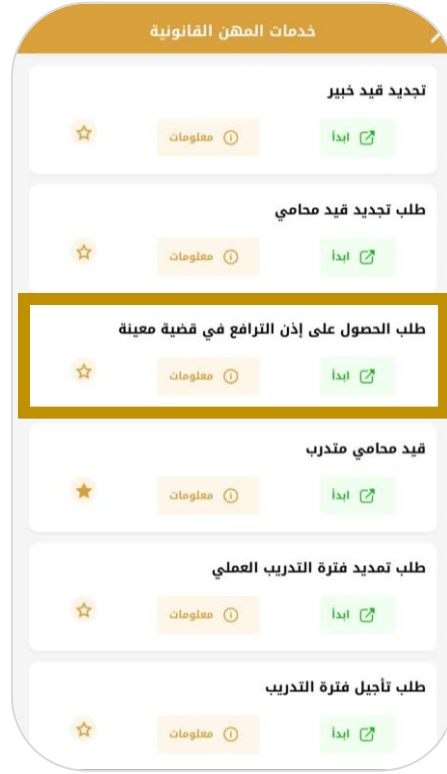 خدمات المهن القانونية
تجديد قيد خبير
ابدأ معلومات
طلب تجديد قيد محامي
ابدأ معلومات
طلب الحصول على إذن الترافع في قضية معينة
ابدأ معلومات
قيد محامي متدرب
ابدأ معلومات
طلب تمديد فترة التدريب العملي
ابدأ معلومات
طلب تأجيل فترة التدريب
ابدأ معلومات